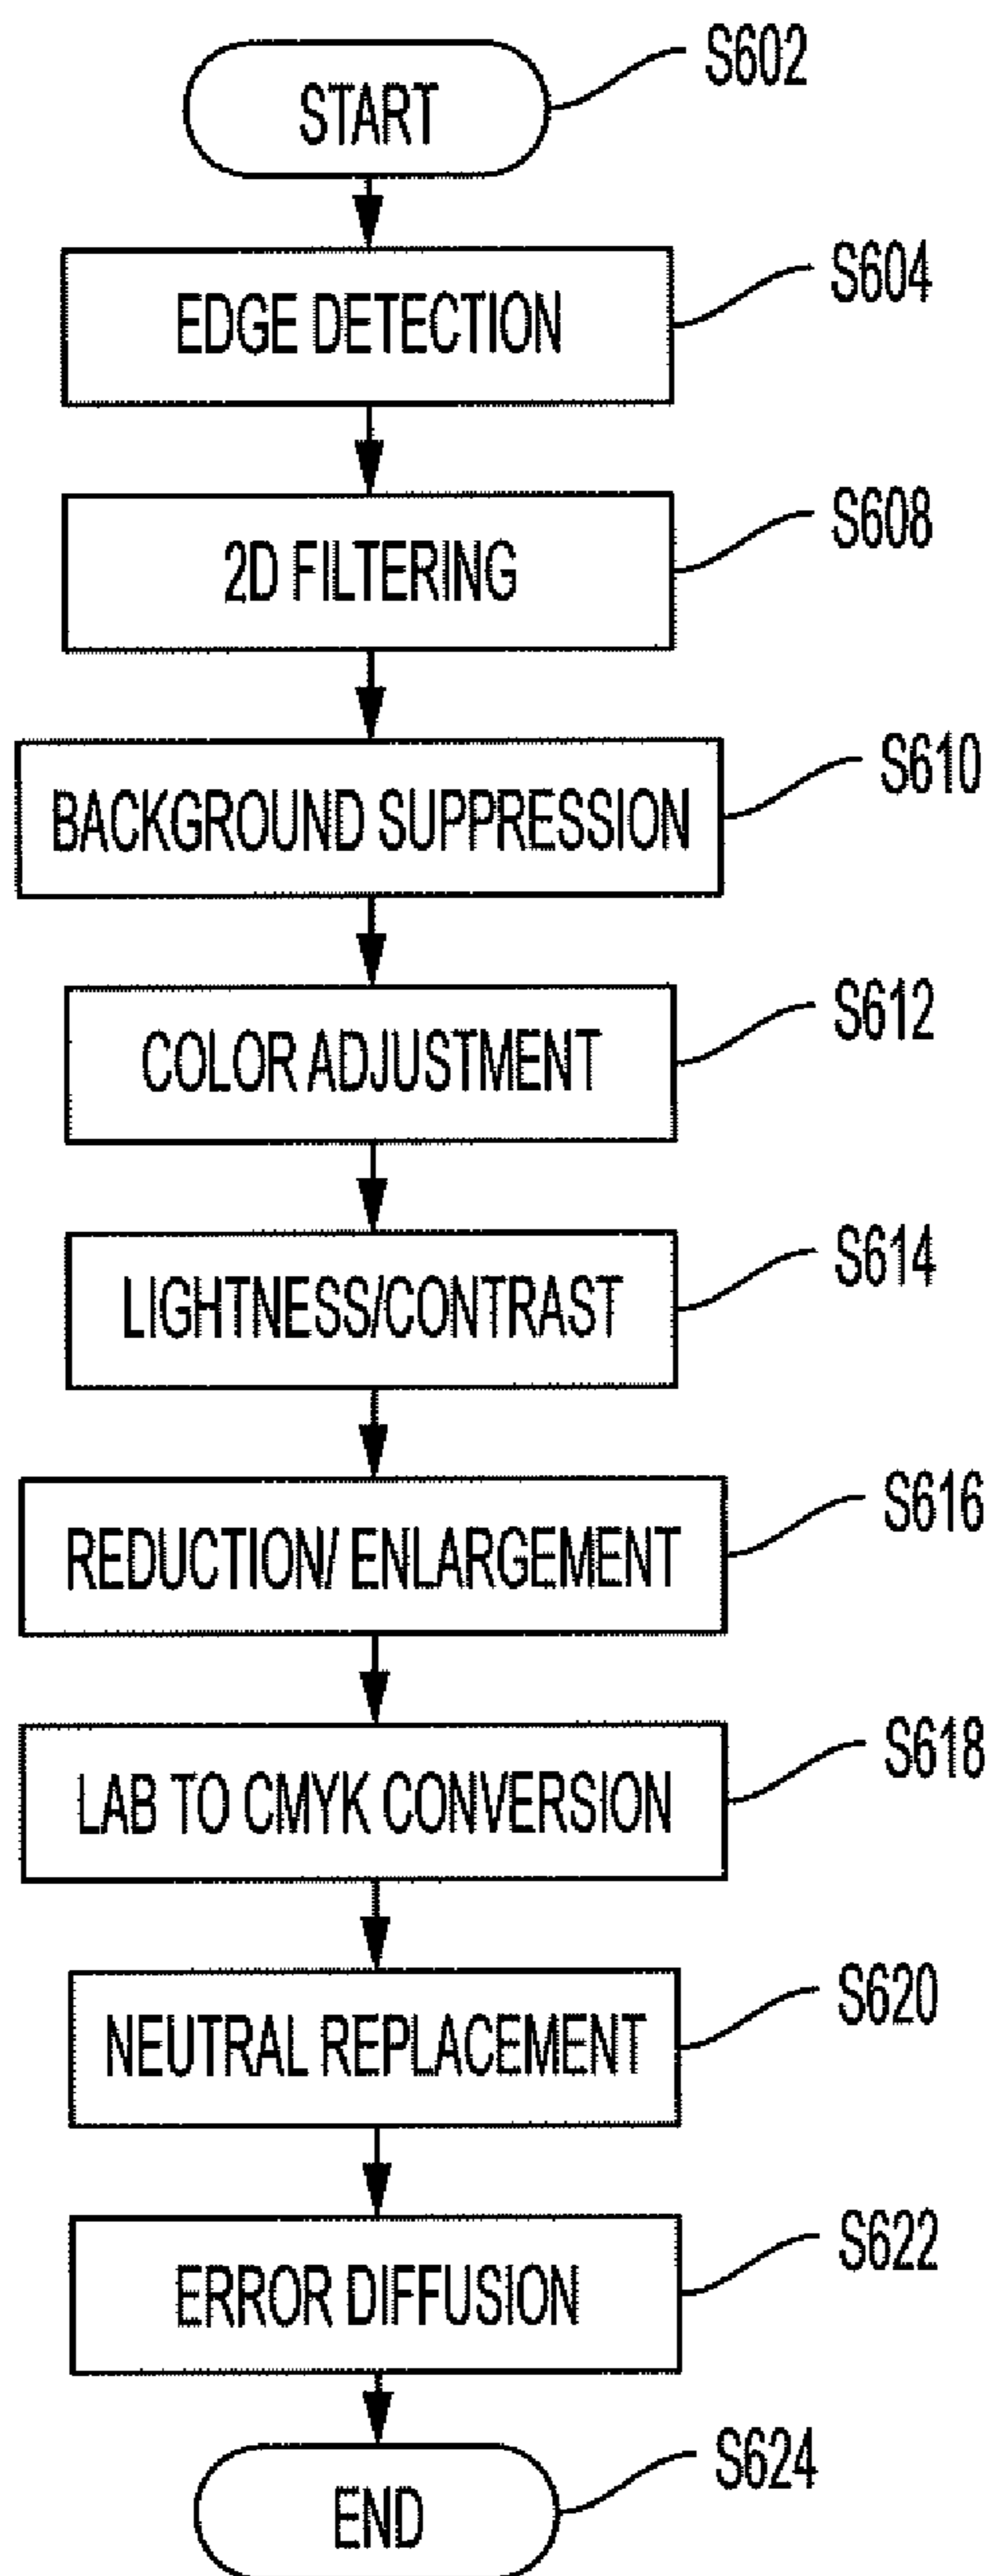 START
S602
EDGE DETECTION
S604
2D FILTERING
S608
BACKGROUND SUPPRESSION
S610
COLOR ADJUSTMENT
S612
LIGHTNESS/CONTRAST
S614
REDUCTION/ ENLARGEMENT
S616
LAB TO CMYK CONVERSION
S618
NEUTRAL REPLACEMENT
S620
ERROR DIFFUSION
S622
END
S624